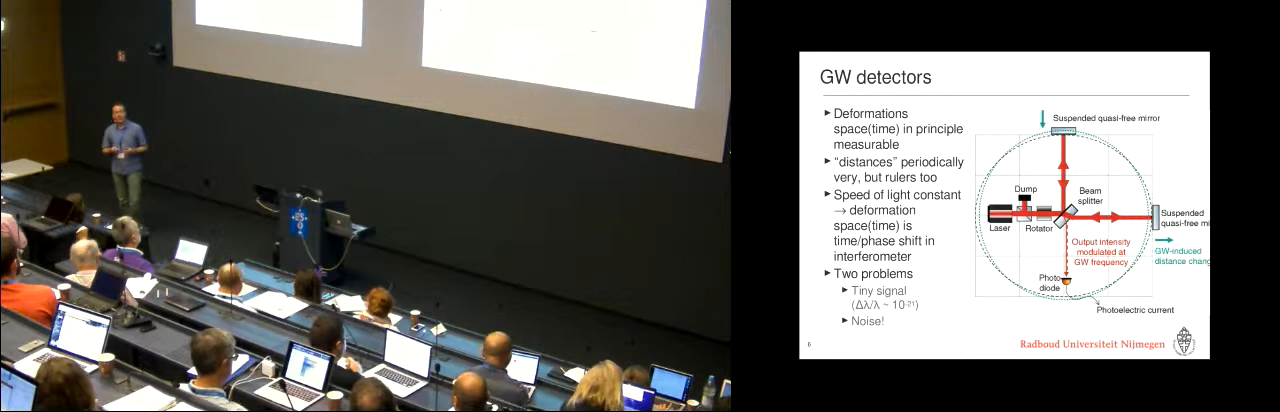 GW detectors
▸ Deformations
space(time) in principle
measurable
▸ “distances” periodically
very, but rulers too
▸ Speed of light constant
→ deformation
space(time) is
time/phase shift in
interferometer
▸ Two problems
▸ Tiny signal
(Δλ/λ ~ 10-21)
▸ Noise!
Suspended quasi-free mirror
Dump
Beam
splitter
Laser
Rotator
Suspended
quasi-free mi
Output intensity
modulated at
GW frequency
GW-induced
distance chang
Photo
diode
Photoelectric current
6
Radboud Universiteit Nijmegen
ESO